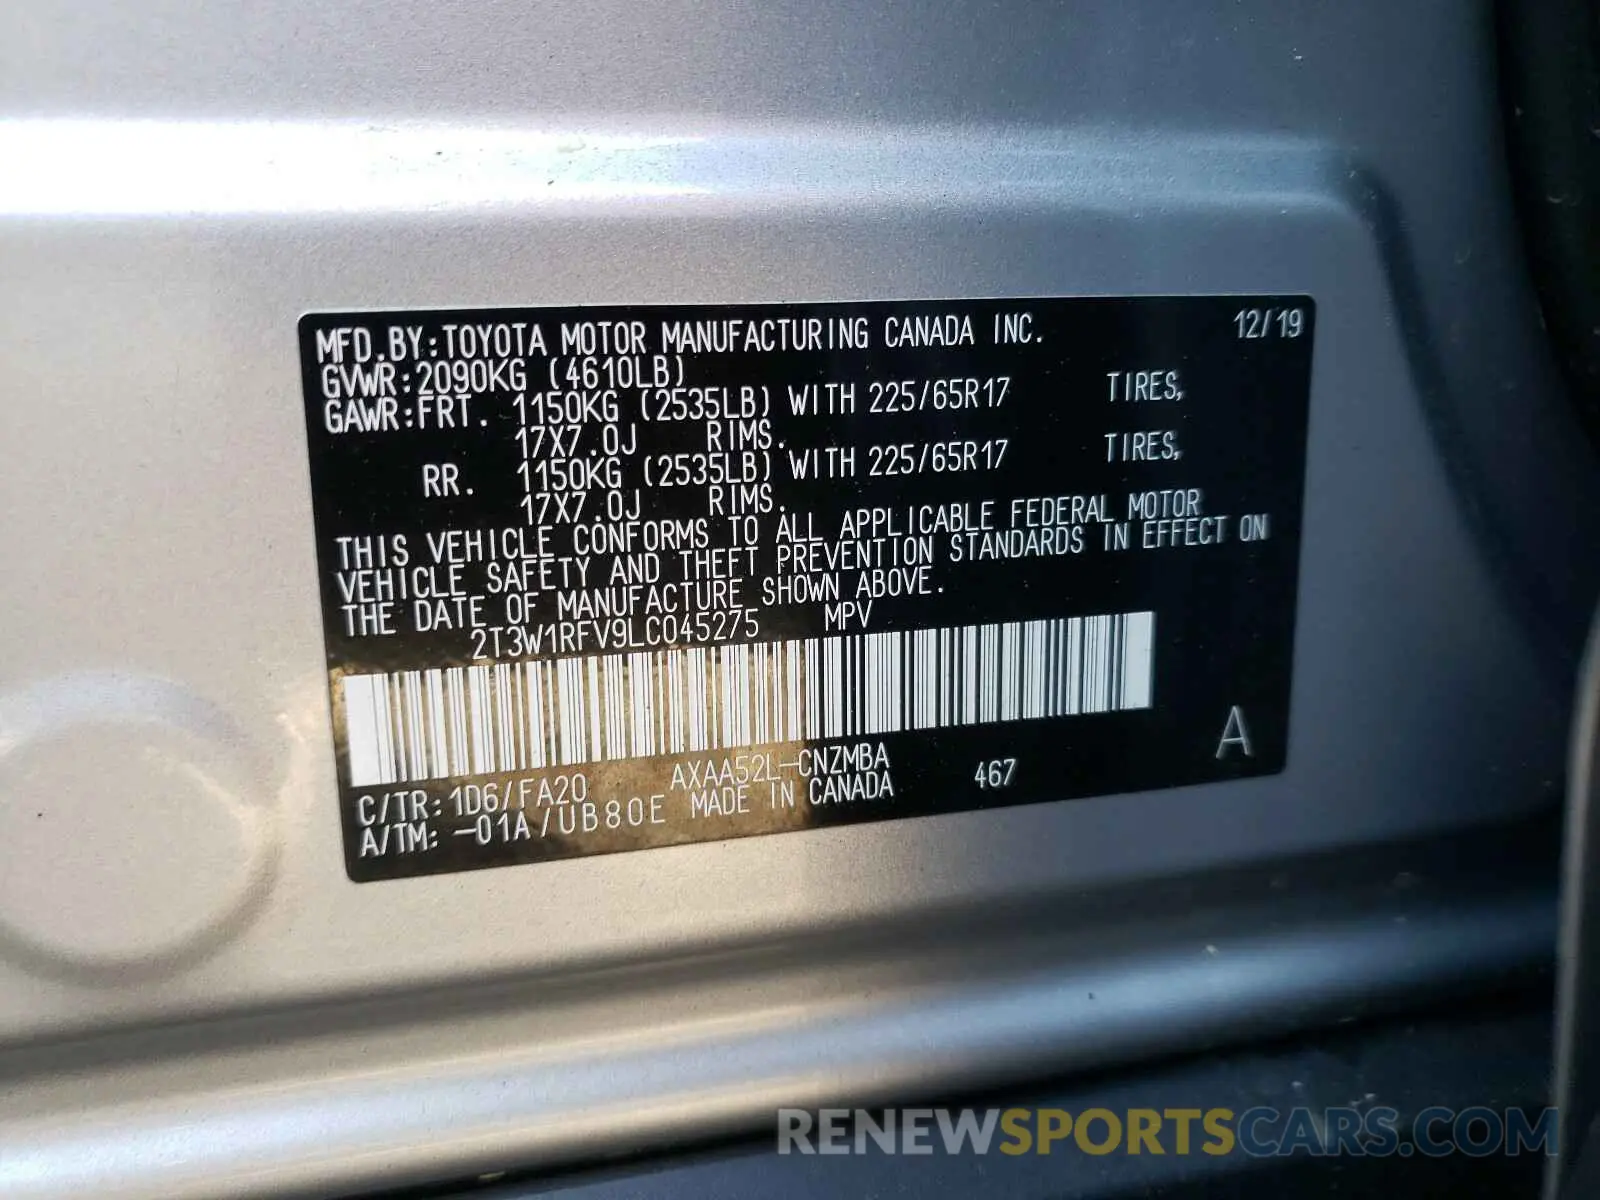 MFD.BY:TOYOTA MOTOR MANUFACTURING CANADA INC. 12/19
GVWR:2090KG (4610LB)
GAWR:FRT. 1150KG (2535LB) WITH 225/65R17 TIRES,
17X7.0J RIMS.
RR. 1150KG (2535LB) WITH 225/65R17 TIRES,
17X7.0J RIMS.
THIS VEHICLE CONFORMS TO ALL APPLICABLE FEDERAL MOTOR
VEHICLE SAFETY AND THEFT PREVENTION STANDARDS IN EFFECT ON
THE DATE OF MANUFACTURE SHOWN ABOVE.
2T3W1RFV9LC045275 MPV
A
C/TR:1D6/FA20 AXAA52L-CNZMBA 467
A/TM:-01A/UB80E MADE IN CANADA
RENEWSPORTSCARS.COM